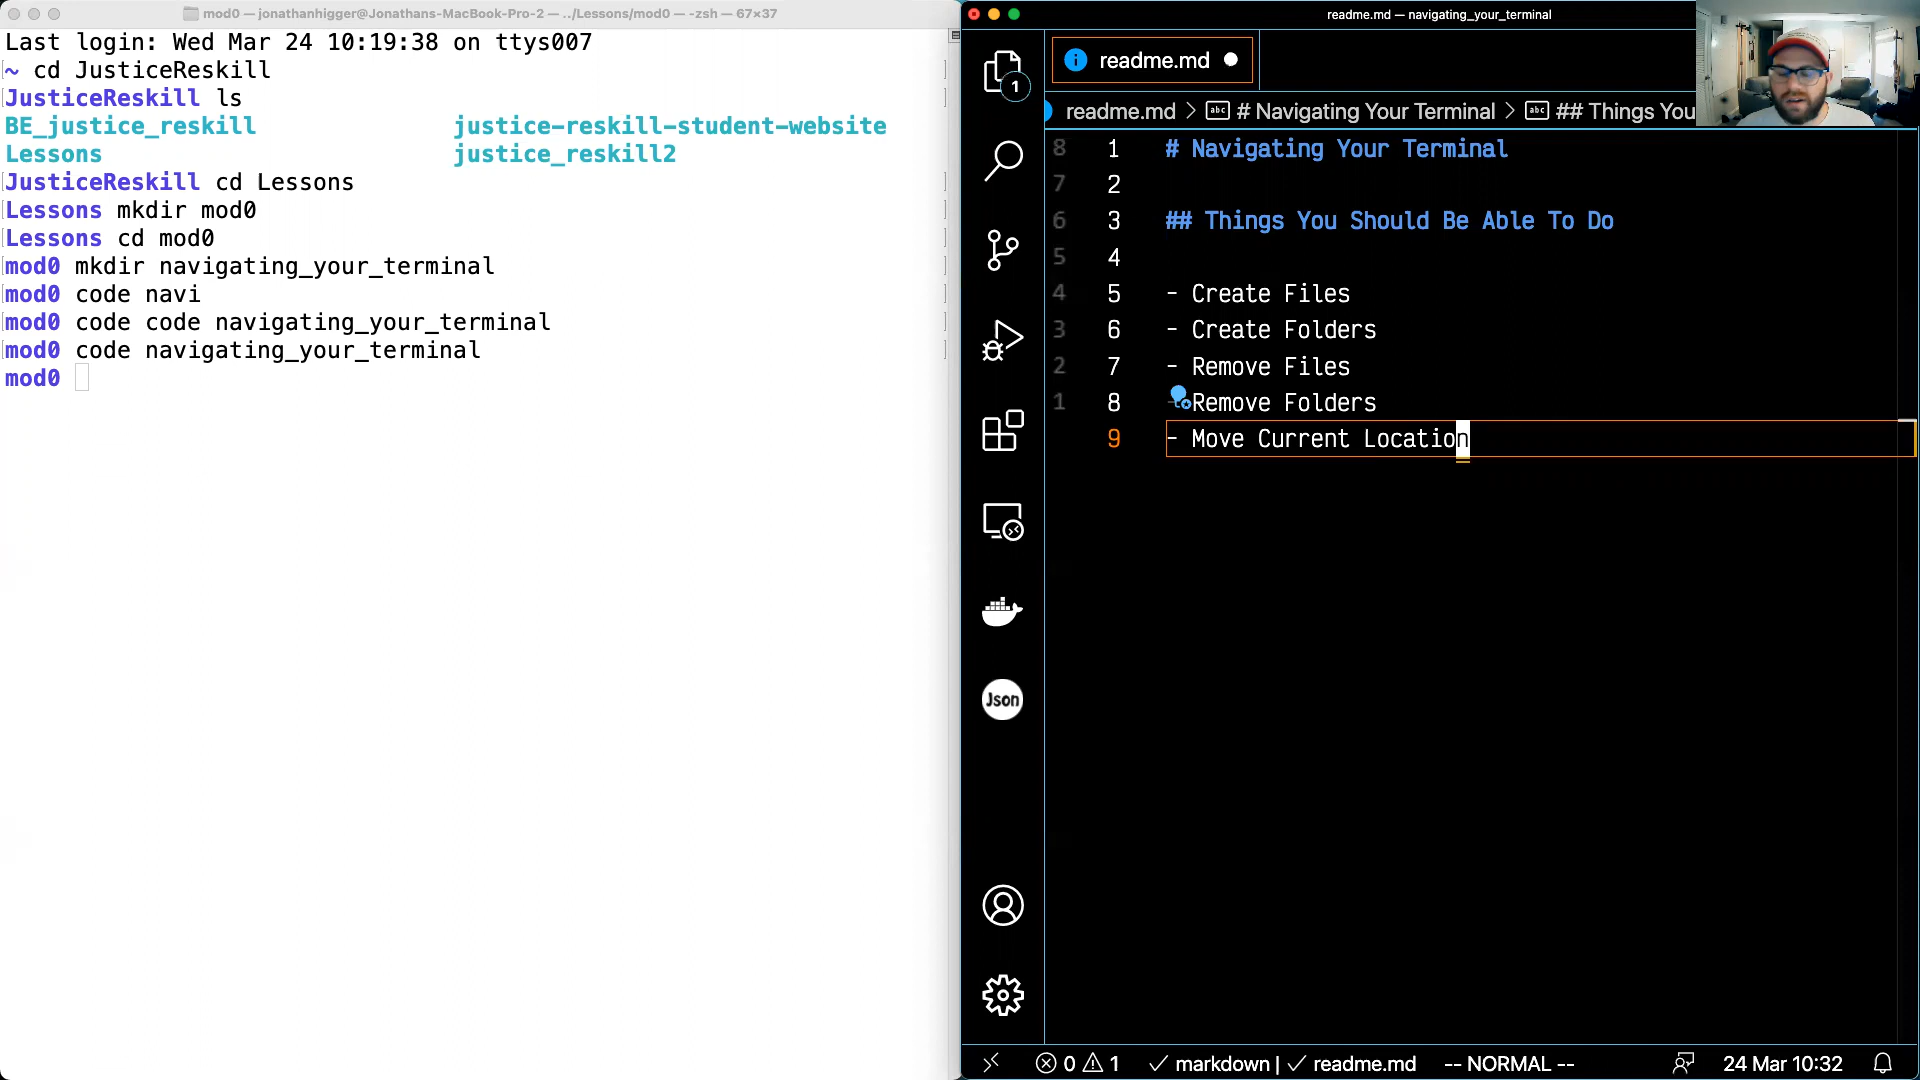 mod0 — jonathanhigger@Jonathans-MacBook-Pro-2 — ../Lessons/mod0 — -zsh — 67×37
Last login: Wed Mar 24 10:19:38 on ttys007
~ cd JusticeReskill
JusticeReskill ls
BE_justice_reskill justice-reskill-student-website
Lessons justice_reskill2
JusticeReskill cd Lessons
Lessons mkdir mod0
Lessons cd mod0
mod0 mkdir navigating_your_terminal
mod0 code navi
mod0 code code navigating_your_terminal
mod0 code navigating_your_terminal
mod0
readme.md — navigating_your_terminal
1
readme.md
readme.md > abc # Navigating Your Terminal > abc ## Things You
8 1 # Navigating Your Terminal
7 2
6 3 ## Things You Should Be Able To Do
5 4
4 5 - Create Files
3 6 - Create Folders
2 7 - Remove Files
1 8 - Remove Folders
9 - Move Current Location
Json
0 1 markdown | readme.md -- NORMAL -- 24 Mar 10:32